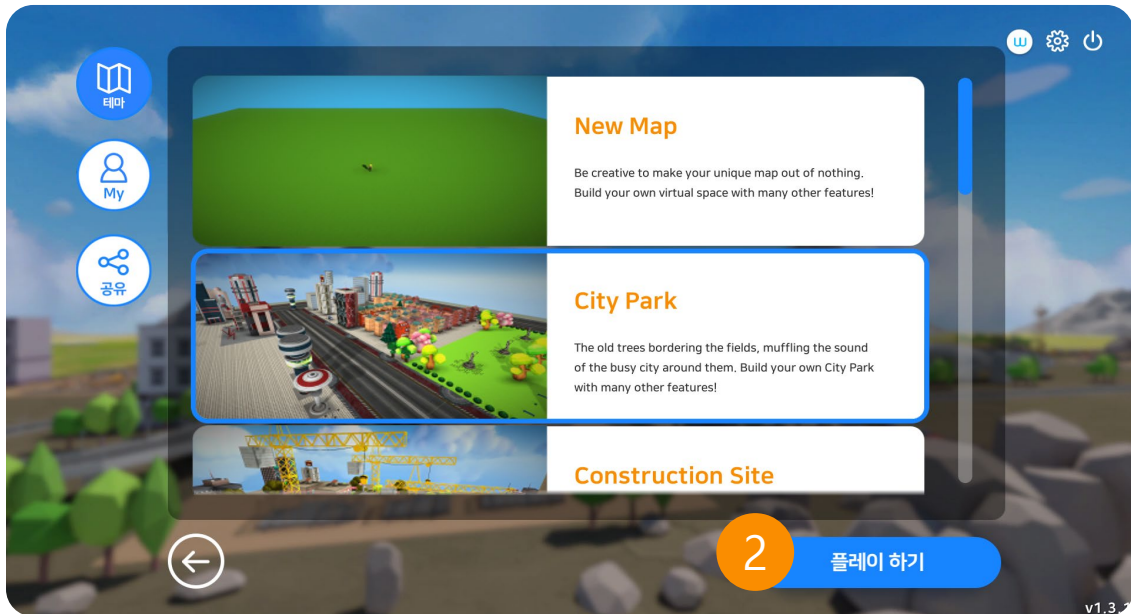 테마
My
공유
New Map
Be creative to make your unique map out of nothing.
Build your own virtual space with many other features!
City Park
The old trees bordering the fields, muffling the sound
of the busy city around them. Build your own City Park
with many other features!
Construction Site
w
2
플레이 하기